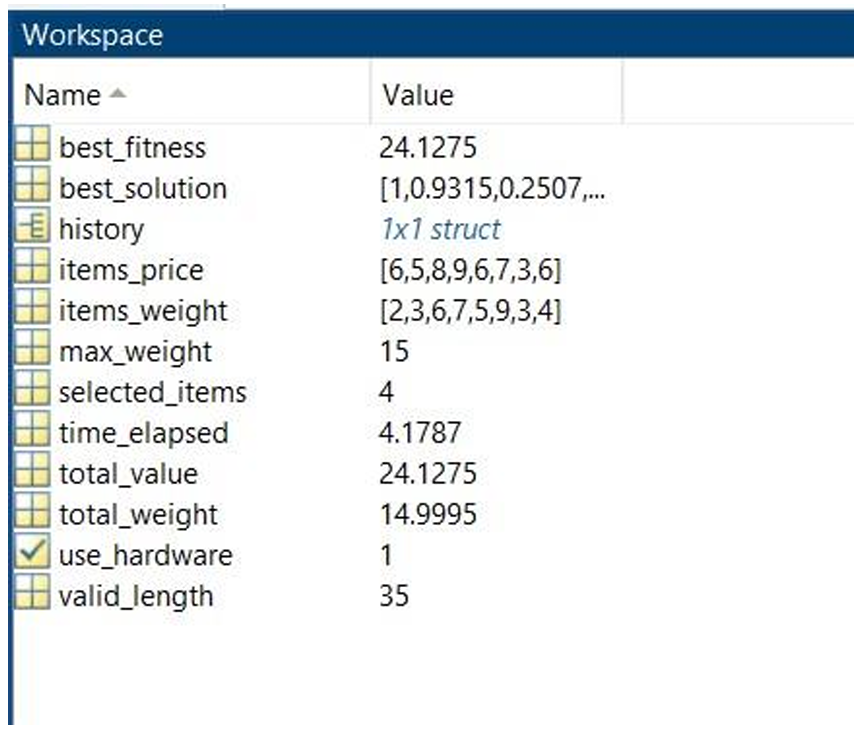 Workspace
Name Value
best_fitness 24.1275
best_solution [1,0.9315,0.2507,...
history 1x1 struct
items_price [6,5,8,9,6,7,3,6]
items_weight [2,3,6,7,5,9,3,4]
max_weight 15
selected_items 4
time_elapsed 4.1787
total_value 24.1275
total_weight 14.9995
use_hardware 1
valid_length 35